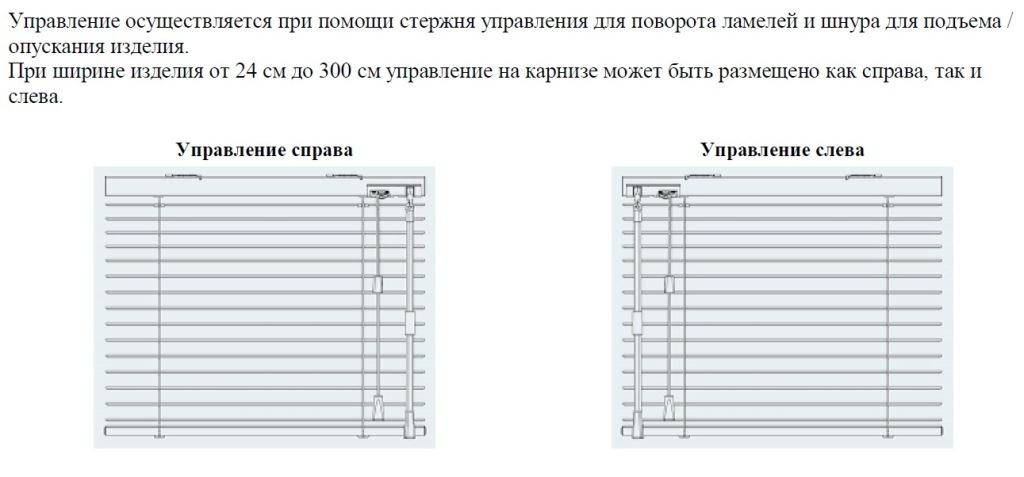 Управление осуществляется при помощи стержня управления для поворота ламелей и шнура для подъема /
опускания изделия.
При ширине изделия от 24 см до 300 см управление на карнизе может быть размещено как справа, так и
слева.
Управление справа
Управление слева